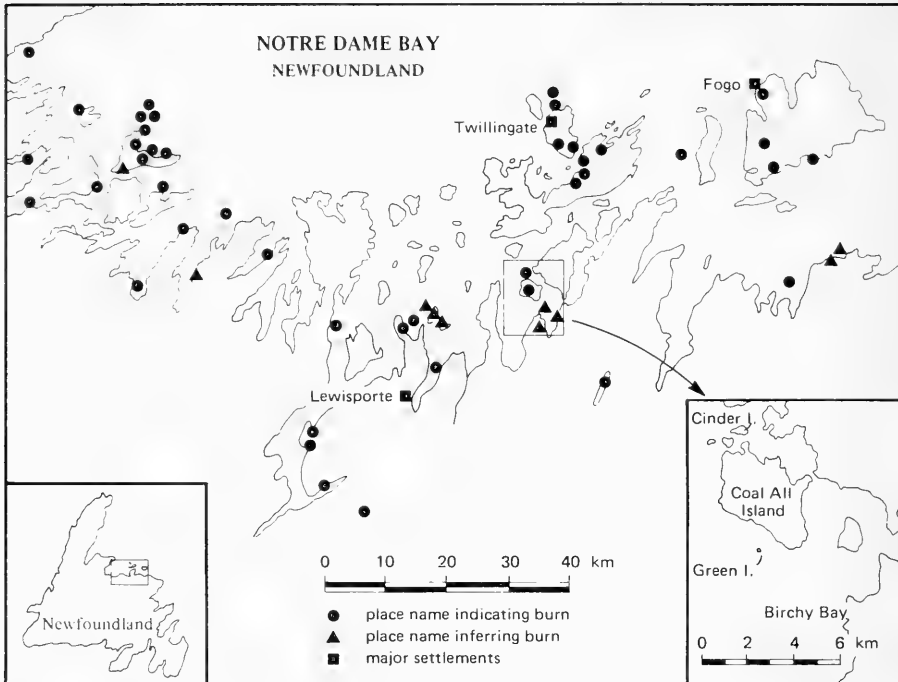 NOTRE DAME BAY
NEWFOUNDLAND
Fogo
Twillingate
Lewisporte
Cinder I.
Coal All
Island
Green I.
Birchy Bay
0 2 4 6
km
Newfoundland
0 10 20 30 40 km
place name indicating burn
place name inferring burn
major settlements